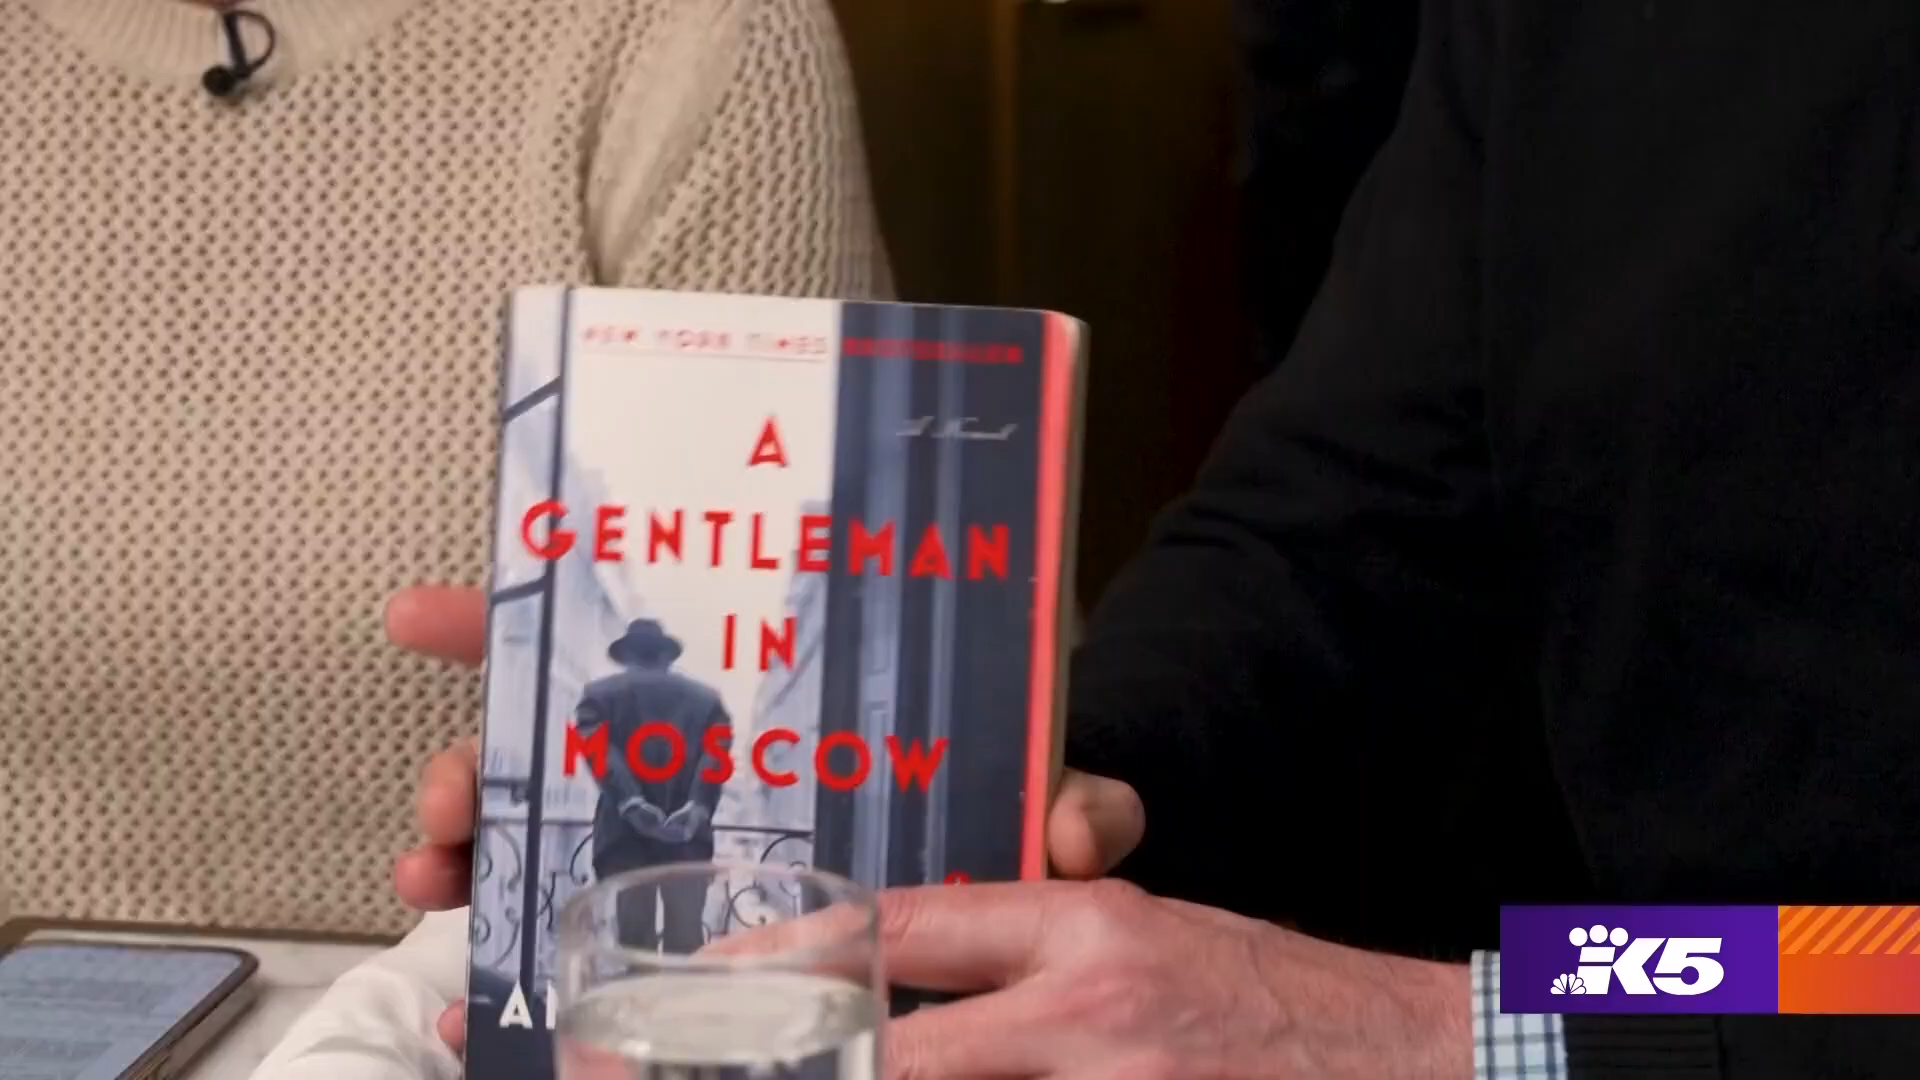 NEW YORK TIMES BESTSELLER
A Novel
A
GENTLEMAN
IN
MOSCOW
K5